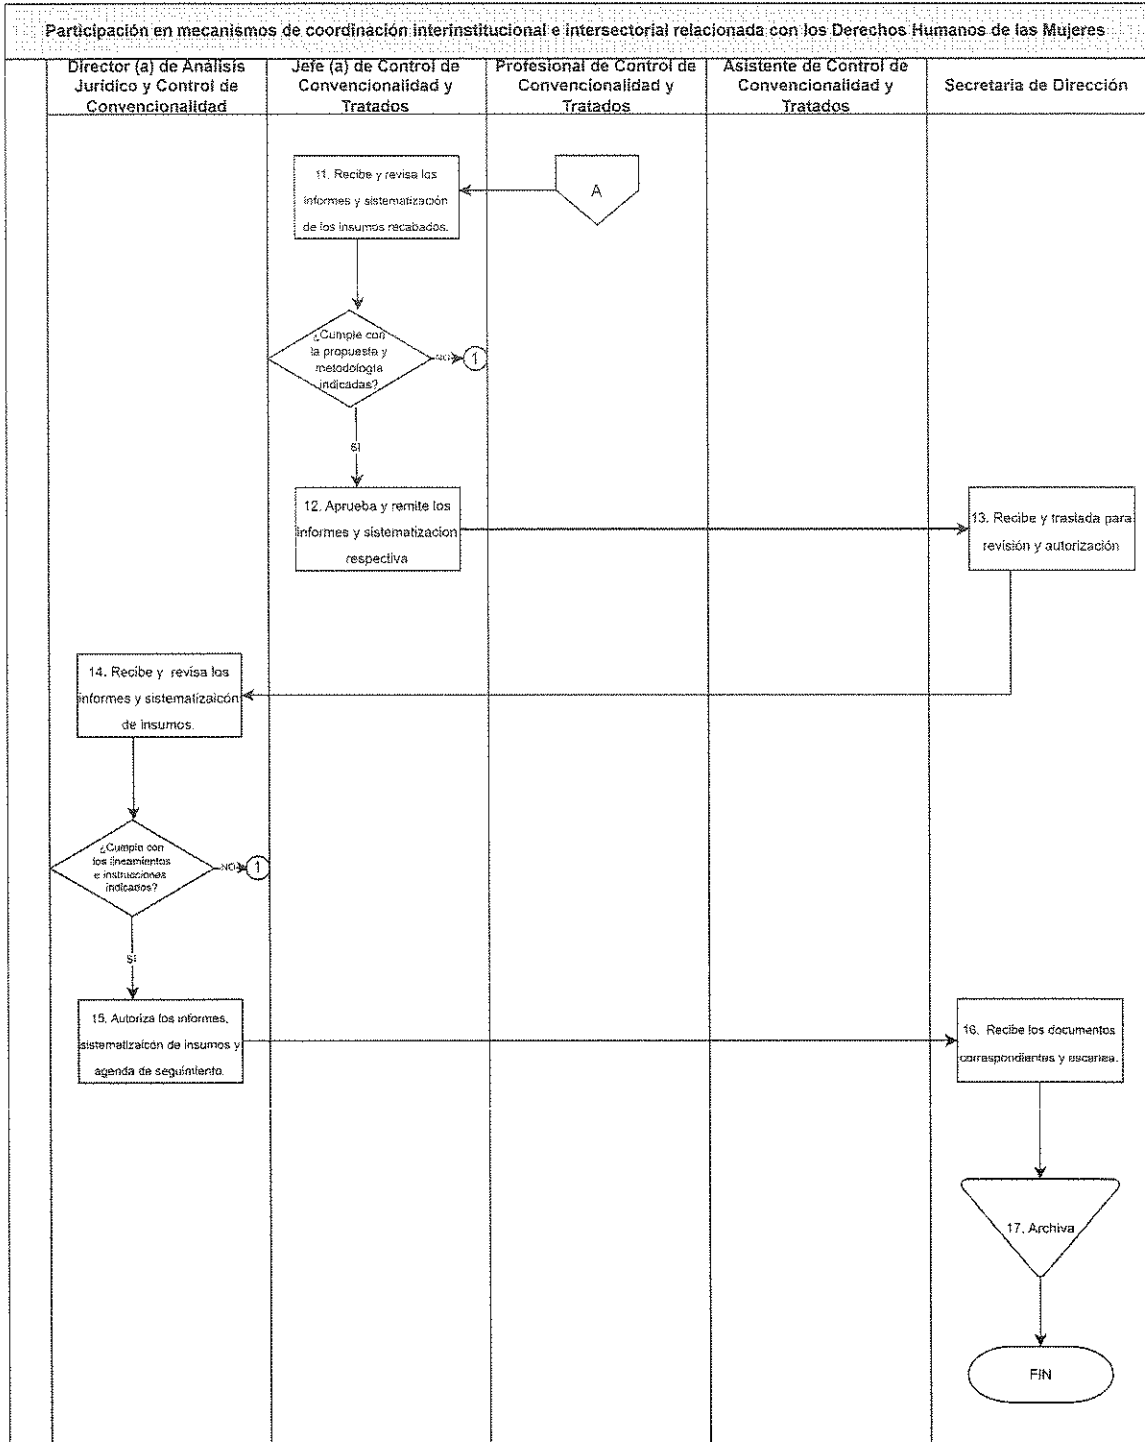 Participación en mecanismos de coordinación interinstitucional e intersectorial relacionada con los Derechos Humanos de las Mujeres
Director (a) de Análisis
Jurídico y Control de
Convencionalidad
Jefe (a) de Control de
Convencionalidad y
Tratados
Profesional de Control de
Convencionalidad y
Tratados
Asistente de Control de
Convencionalidad y
Tratados
Secretaria de Dirección
11. Recibe y revisa los
informes y sistematización
de los insumos recabados.
A
¿Cumple con
la propuesta y
metodología
indicadas?
NO
1
SI
12. Aprueba y remite los
informes y sistematizacion
respectiva
13. Recibe y traslada para
revisión y autorización
14. Recibe y revisa los
informes y sistematizaicón
de insumos.
¿Cumple con
los lineamientos
e instrucciones
indicados?
NO
1
SI
15. Autoriza los informes,
sistematizaicón de insumos y
agenda de seguimiento.
16. Recibe los documentos
correspondientes y escanea.
17. Archiva
FIN